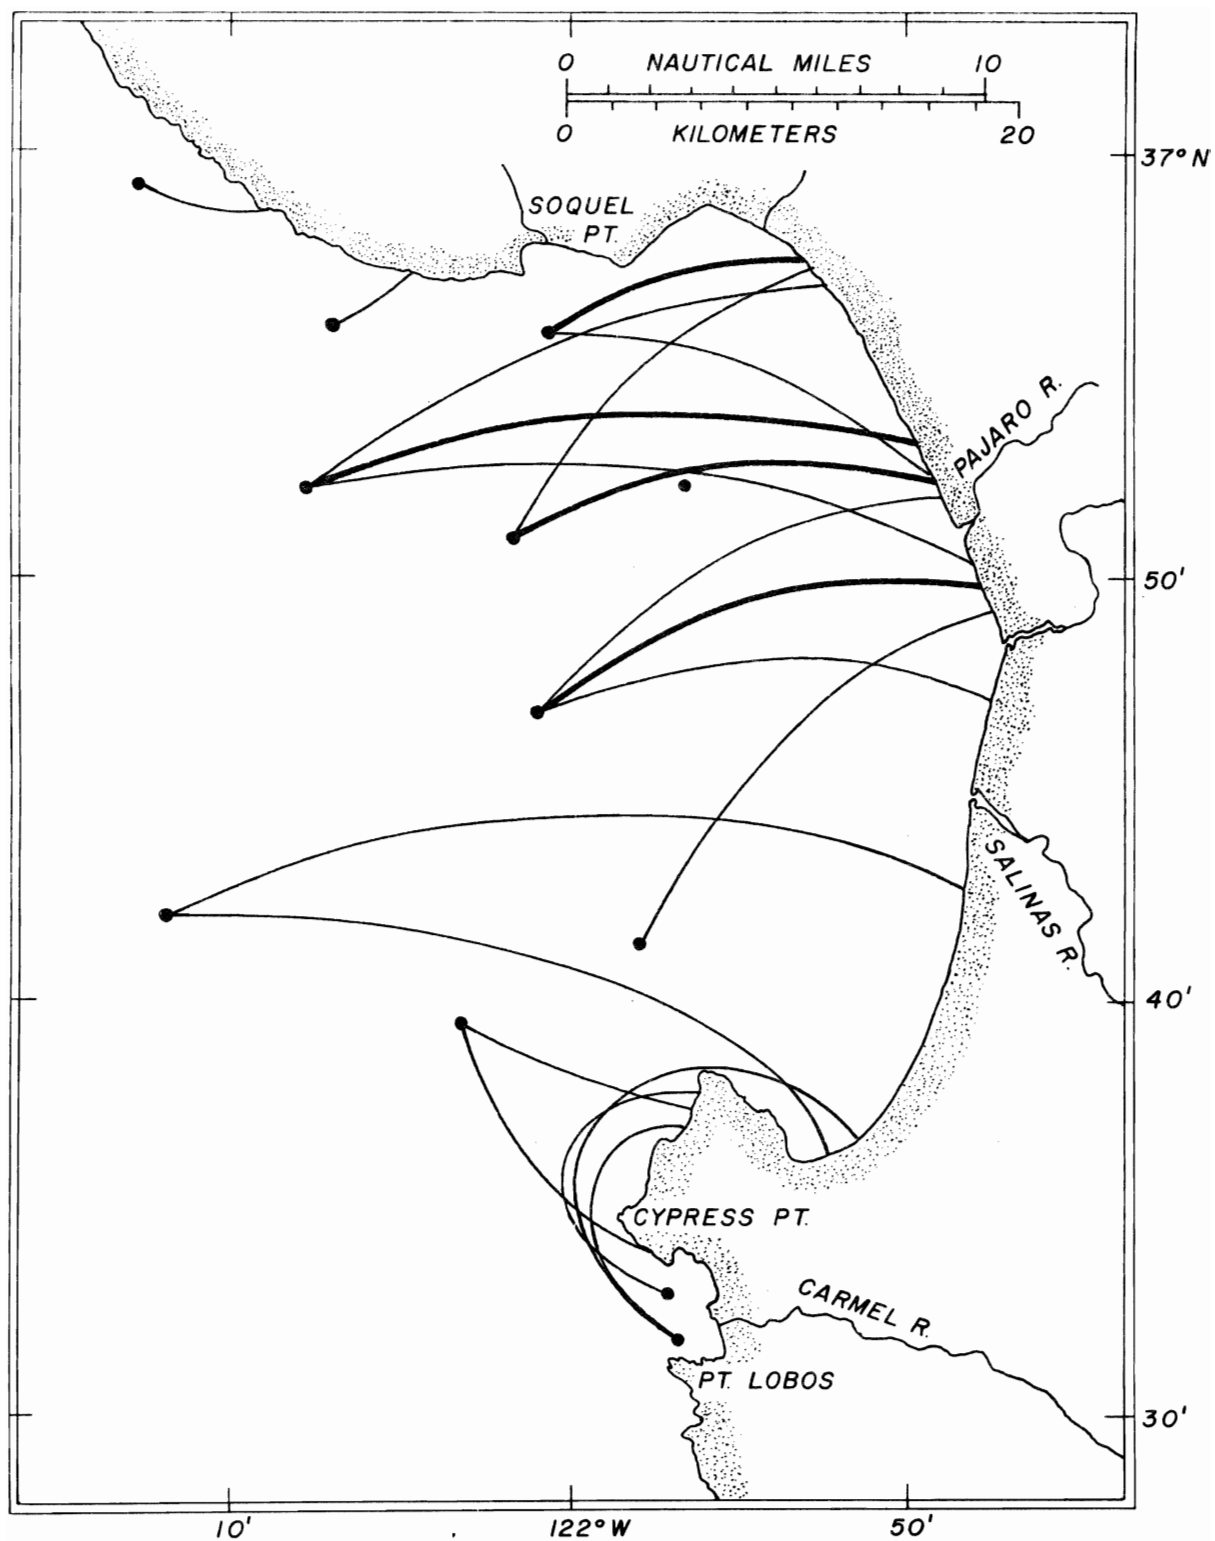 0 NAUTICAL MILES 10
0 KILOMETERS 20
37°N
SOQUEL
PT.
PAJARO R.
50'
SALINAS R.
40'
CYPRESS PT.
CARMEL R.
PT. LOBOS
30'
10' 122°W 50'